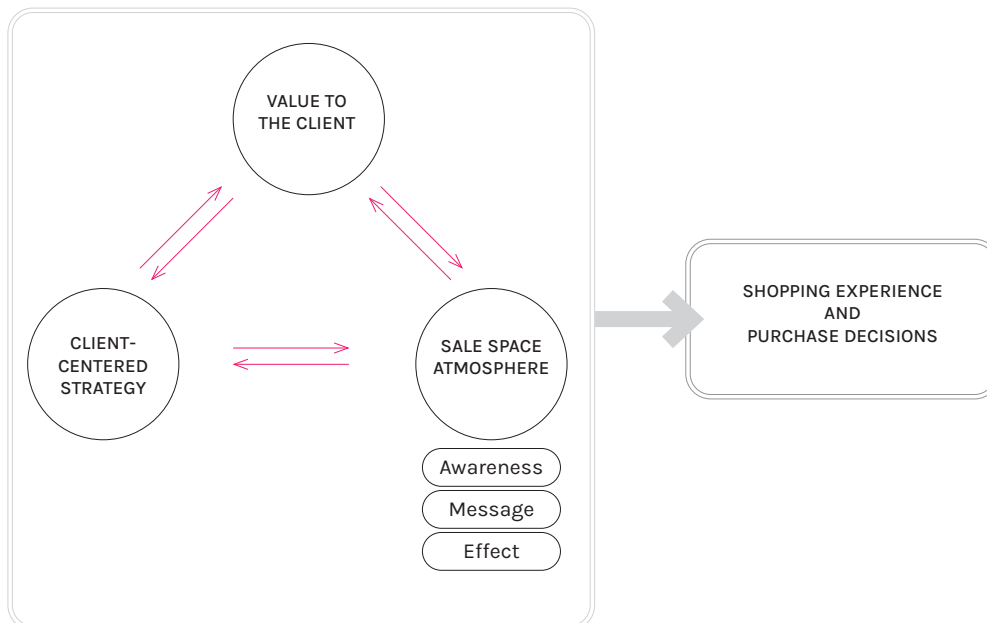 VALUE TO
THE CLIENT
CLIENT-
CENTERED
STRATEGY
SALE SPACE
ATMOSPHERE
Awareness
Message
Effect
SHOPPING EXPERIENCE
AND
PURCHASE DECISIONS